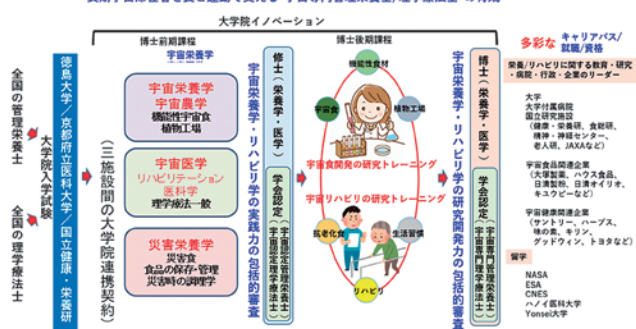 大学院イノベーション
博士前期課程
博士後期課程
全国の管理栄養士
全国の理学療法士
大学院入学試験
徳島大学/京都府立医科大学/国立健康・栄養研
(三施設間の大学院連携契約)
宇宙栄養学
宇宙栄養学
宇宙農学
機能性宇宙食
植物工場
宇宙医学
リハビリテーション
医科学
理学療法一般
災害栄養学
災害食
食品の保存・管理
災害時の調理学
宇宙栄養学・リハビリ学の実践力の包括的審査
修士(栄養・医学)
学会認定
宇宙認定管理栄養士
宇宙認定理学療法士
機能性食材
宇宙食
植物工場
宇宙食開発の研究トレーニング
宇宙リハビリの研究トレーニング
抗老化食
生活習慣
リハビリ
宇宙栄養学・リハビリ学の研究開発力の包括的審査
博士(栄養・医学)
学会認定
宇宙専門管理栄養士
宇宙専門理学療法士
多彩な キャリアパス/
就職/資格
栄養/リハビリに関する教育・研究
・病院・行政・企業のリーダー
大学
大学付属病院
国立研究施設
(健康・栄養研、食総研、
精神・神経センター、
老人研、JAXAなど)
宇宙食品関連企業
(大塚製薬、ハウス食品、
日清製粉、日清オイリオ、
キユウピーなど)
宇宙健康関連企業
(サントリー、ハーブス、
味の素、キリン、
グッドウィン、トヨタなど)
留学
NASA
ESA
CNES
ハノイ医科大学
Yonsei大学